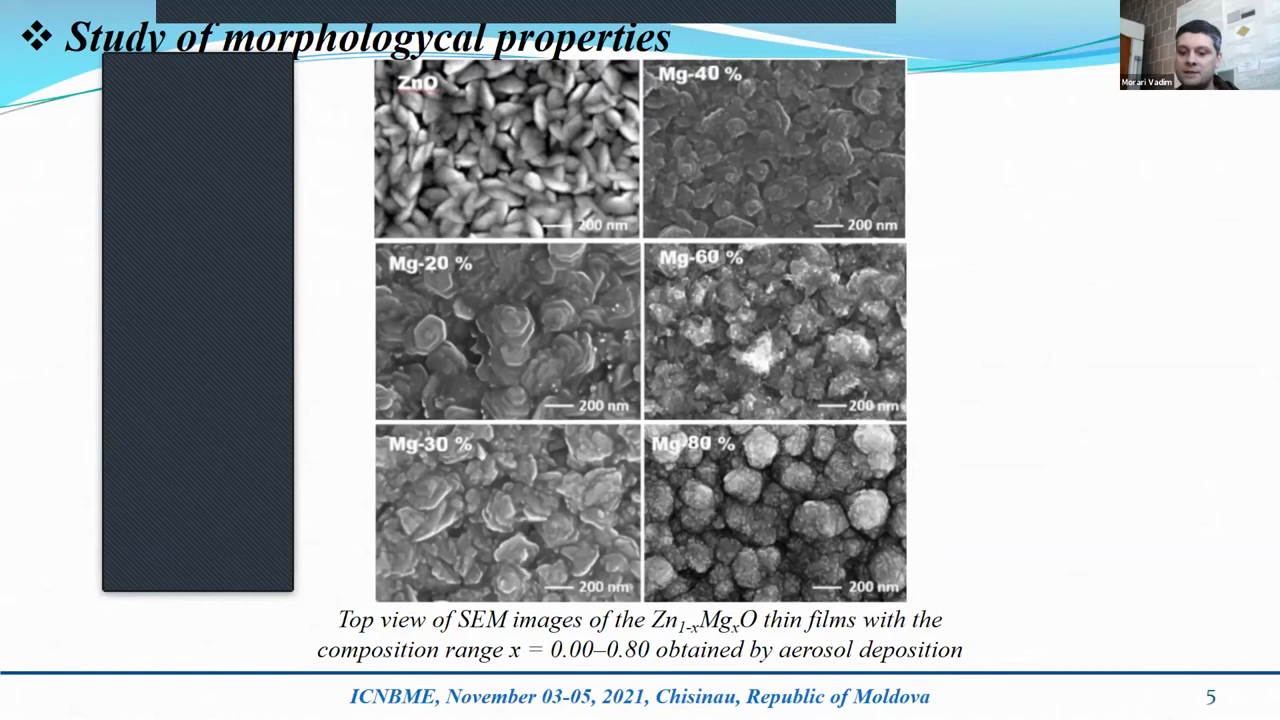 ❖ Study of morphologycal properties
Morari Vadim
ZnO
200 nm
Mg-40 %
200 nm
Mg-20 %
200 nm
Mg-60 %
200 nm
Mg-30 %
200 nm
Mg-80 %
200 nm
Top view of SEM images of the Zn1-xMgxO thin films with the
composition range x = 0.00–0.80 obtained by aerosol deposition
ICNBME, November 03-05, 2021, Chisinau, Republic of Moldova
5